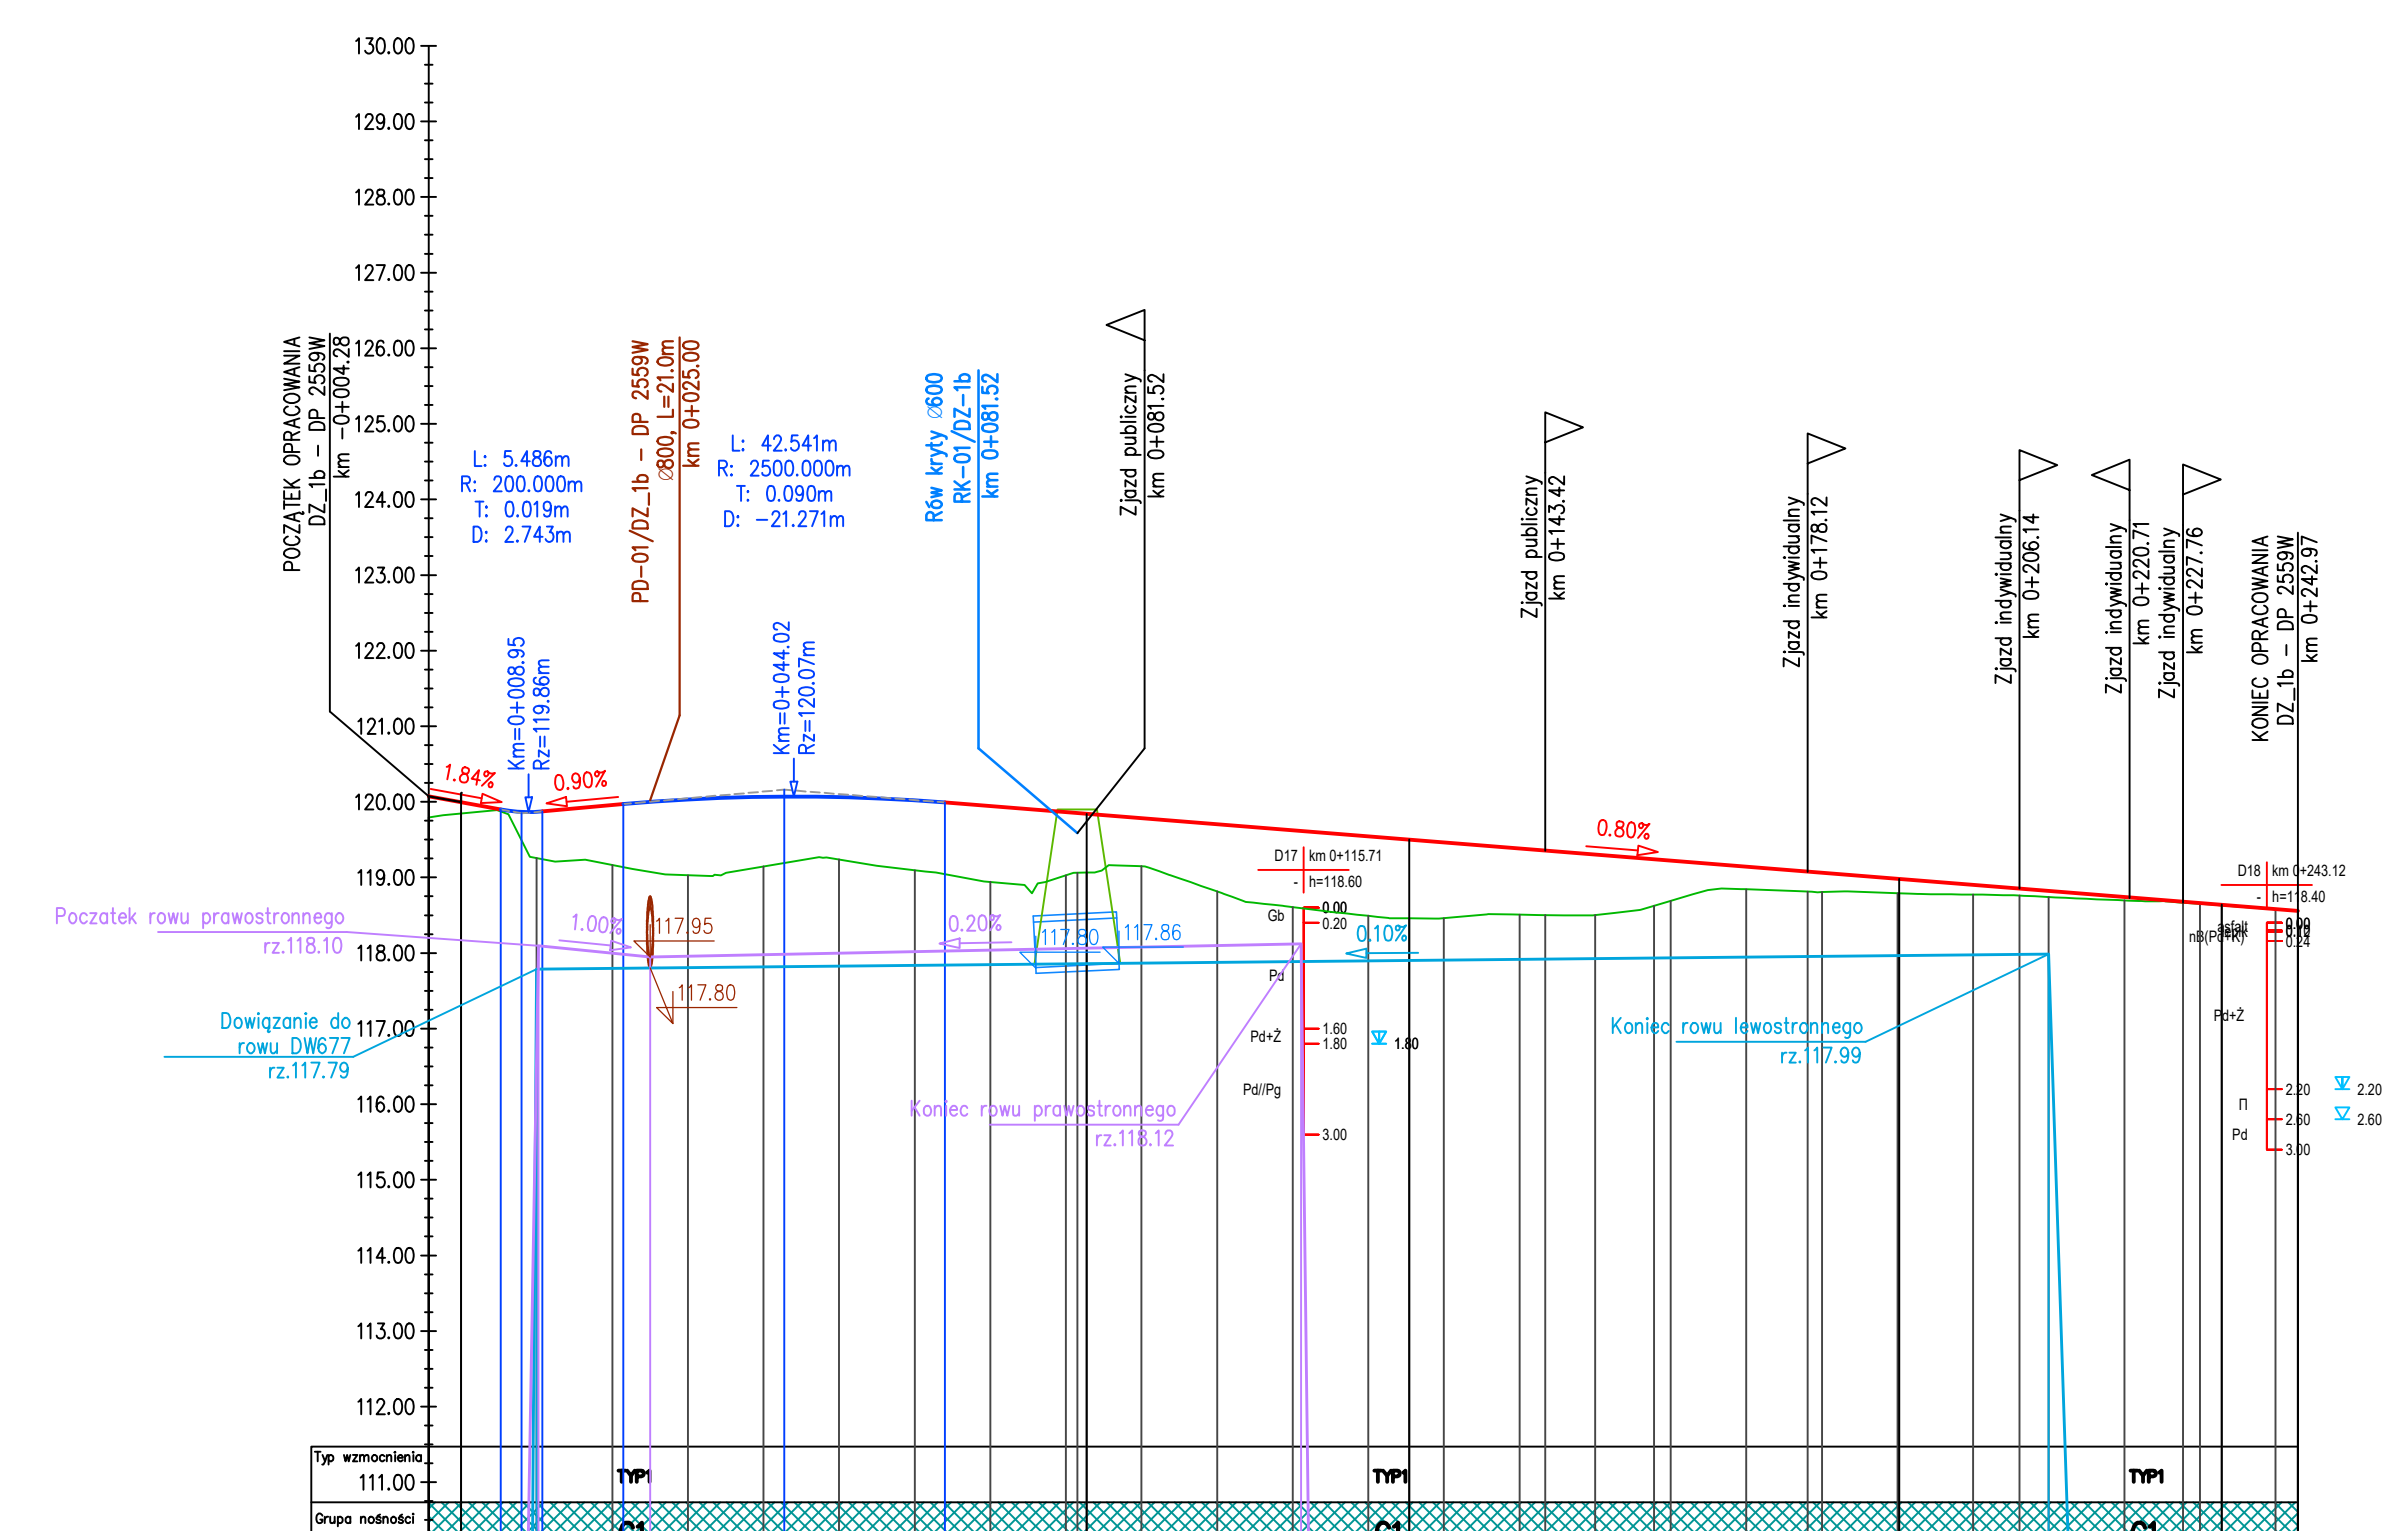 130.00
129.00
128.00
127.00
126.00
125.00
124.00
123.00
122.00
121.00
120.00
119.00
118.00
117.00
116.00
115.00
114.00
113.00
112.00
111.00
POCZĄTEK OPRACOWANIA
DZ_1b – DP 2559W
km -0+004.28
L: 5.486m
R: 200.000m
T: 0.019m
D: 2.743m
Km=0+008.95
Rz=119.86m
PD-01/DZ_1b – DP 2559W
Ø800, L=21.0m
km 0+025.00
L: 42.541m
R: 2500.000m
T: 0.090m
D: -21.271m
Km=0+044.02
Rz=120.07m
Rów kryty Ø600
RK-01/DZ-1b
km 0+081.52
Zjazd publiczny
km 0+081.52
Zjazd publiczny
km 0+143.42
Zjazd indywidualny
km 0+178.12
Zjazd indywidualny
km 0+206.14
Zjazd indywidualny
km 0+220.71
Zjazd indywidualny
km 0+227.76
KONIEC OPRACOWANIA
DZ_1b – DP 2559W
km 0+242.97
1.84%
0.90%
0.80%
Początek rowu prawostronnego
rz.118.10
1.00%
117.95
117.80
0.20%
117.80
117.86
0.10%
Dowiązanie do
rowu DW677
rz.117.79
Koniec rowu prawostronnego
rz.118.12
Koniec rowu lewostronnego
rz.117.99
D17 km 0+115.71
- h=118.60
0.00
Gb
0.20
Pd
1.60
Pd+Ż
1.80
1.80
Pd//Pg
3.00
D18 km 0+243.12
- h=118.40
0.00
asfalt
nB(Pd+K)
0.24
Pd+Ż
2.20
2.20
Π
2.60
2.60
Pd
3.00
Typ wzmocnienia
TYP1
TYP1
TYP1
Grupa nośności
G1
G1
G1